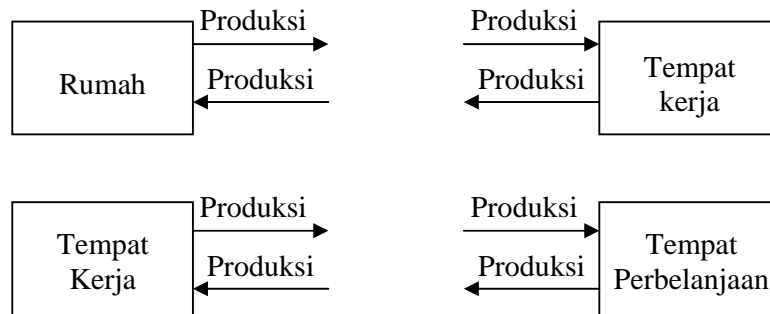 Produksi Produksi
Rumah Produksi Produksi Tempat
kerja
Produksi Produksi
Tempat Produksi Produksi Tempat
Kerja Perbelanjaan